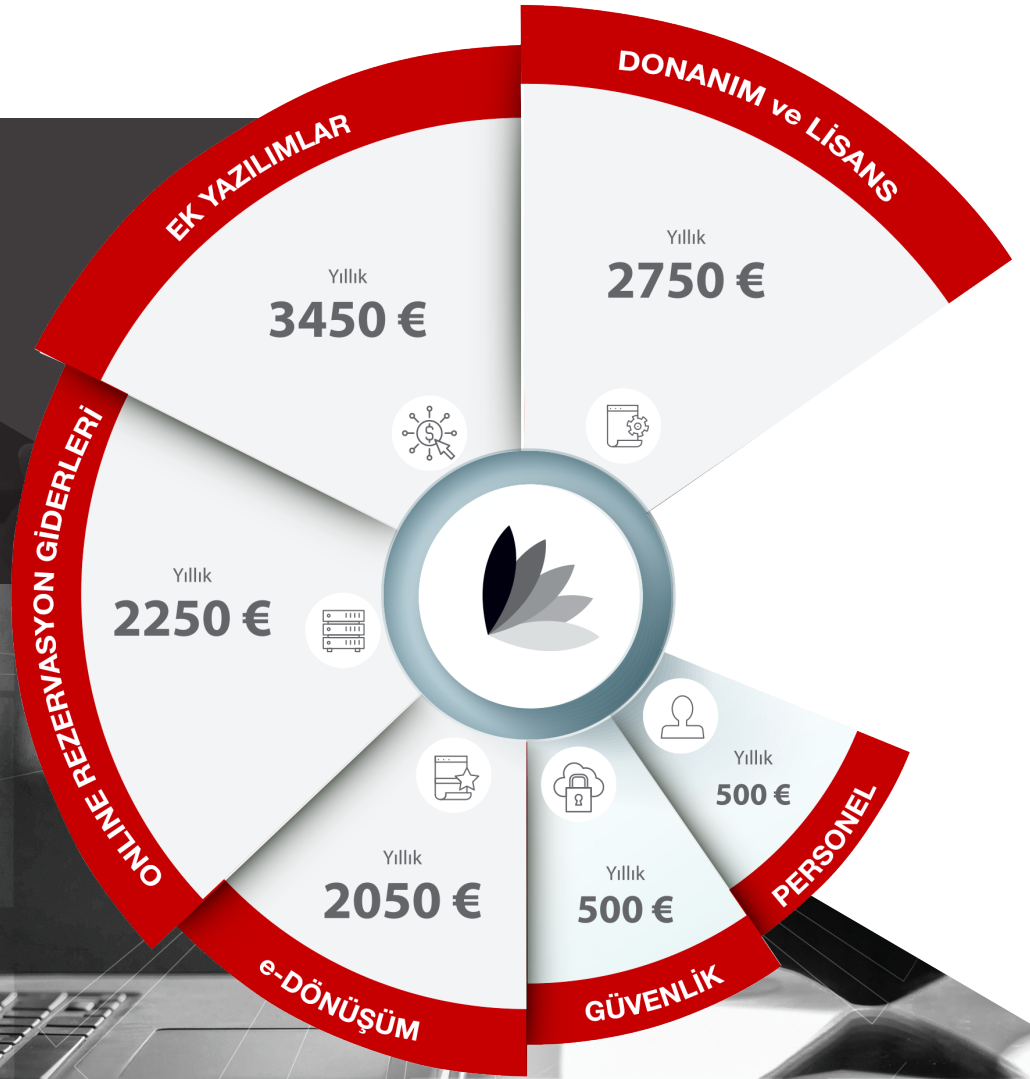 DONANIM ve LİSANS
Yıllık
2750 €
EK YAZILIMLAR
Yıllık
3450 €
ONLINE REZERVASYON GİDERLERİ
Yıllık
2250 €
e-DÖNÜŞÜM
Yıllık
2050 €
GÜVENLİK
Yıllık
500 €
PERSONEL
Yıllık
500 €